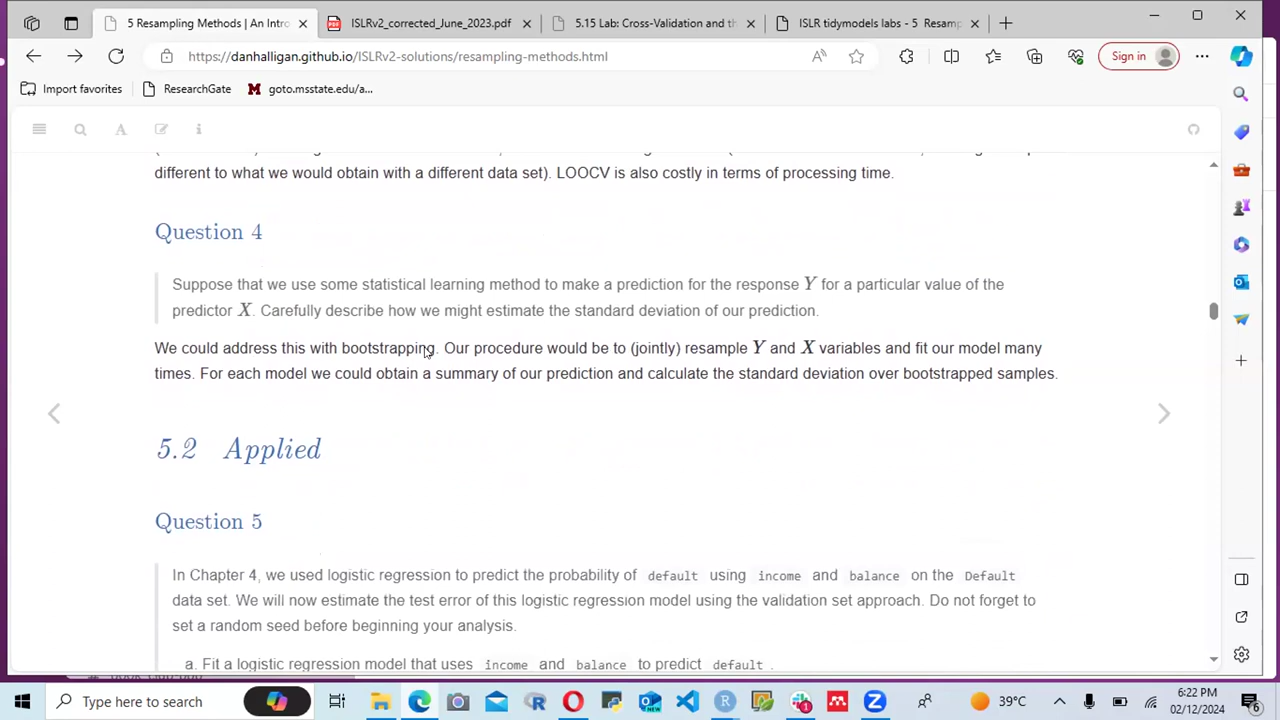 5 Resampling Methods | An Intro
ISLRv2_corrected_June_2023.pdf
5.15 Lab: Cross-Validation and th
ISLR tidymodels labs - 5 Resamp
https://danhalligan.github.io/ISLRv2-solutions/resampling-methods.html
Sign in
Import favorites
ResearchGate
goto.msstate.edu/a...
different to what we would obtain with a different data set). LOOCV is also costly in terms of processing time.
Question 4
Suppose that we use some statistical learning method to make a prediction for the response Y for a particular value of the
predictor X. Carefully describe how we might estimate the standard deviation of our prediction.
We could address this with bootstrapping. Our procedure would be to (jointly) resample Y and X variables and fit our model many
times. For each model we could obtain a summary of our prediction and calculate the standard deviation over bootstrapped samples.
5.2 Applied
Question 5
In Chapter 4, we used logistic regression to predict the probability of default using income and balance on the Default
data set. We will now estimate the test error of this logistic regression model using the validation set approach. Do not forget to
set a random seed before beginning your analysis.
a. Fit a logistic regression model that uses income and balance to predict default.
Type here to search
39°C
6:22 PM
02/12/2024
6